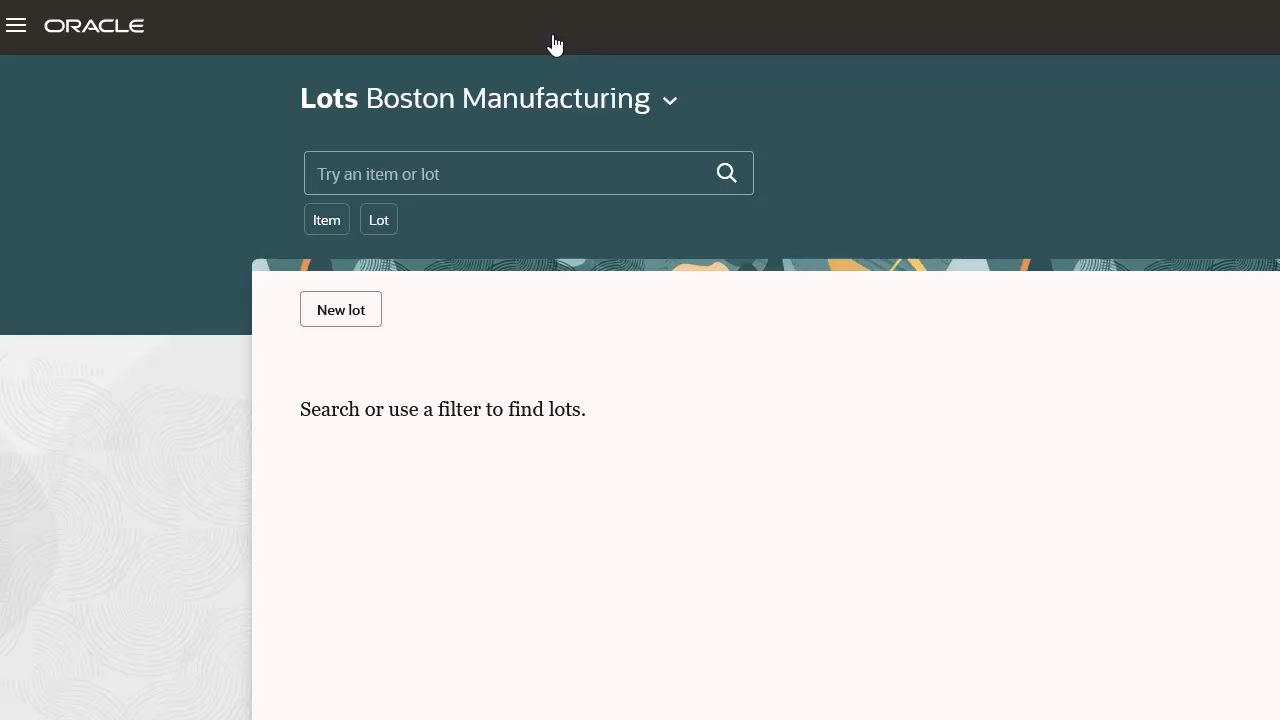 ORACLE
Lots Boston Manufacturing
Try an item or lot
Item Lot
New lot
Search or use a filter to find lots.